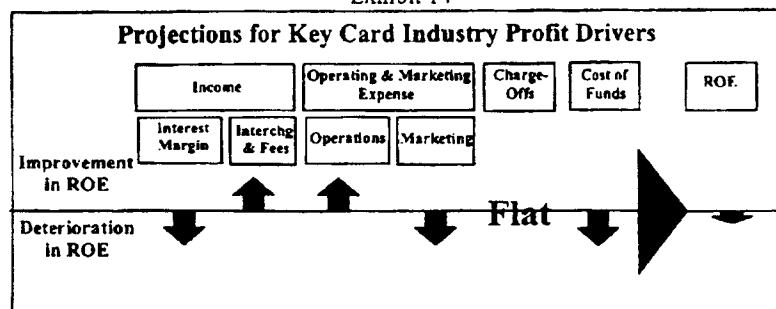 Projections for Key Card Industry Profit Drivers
Income
Operating & Marketing
Expense
Charge-
Offs
Cost of
Funds
ROE
Interest
Margin
Interchg
& Fees
Operations
Marketing
Improvement
in ROE
Flat
Deterioration
in ROE